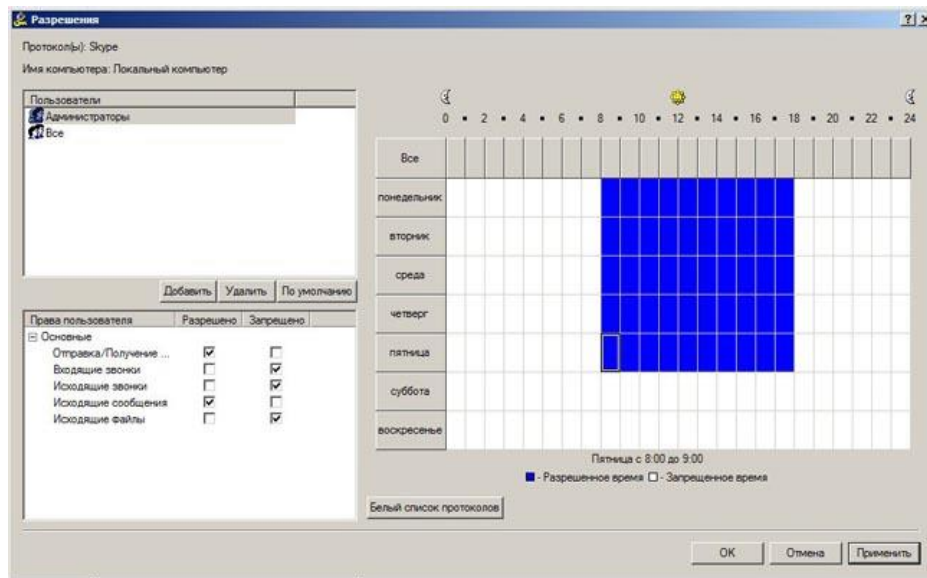 Разрешения
Протокол(ы): Skype
Имя компьютера: Локальный компьютер
Пользователи
Администраторы
Все
Добавить Удалить По умолчанию
Права пользователя Разрешено Запрещено
Основные
Отправка/Получение ...
Входящие звонки
Исходящие звонки
Исходящие сообщения
Исходящие файлы
0 • 2 • 4 • 6 • 8 • 10 • 12 • 14 • 16 • 18 • 20 • 22 • 24
Все
понедельник
вторник
среда
четверг
пятница
суббота
воскресенье
Пятница с 8:00 до 9:00
- Разрешенное время - Запрещенное время
Белый список протоколов
OK Отмена Применить